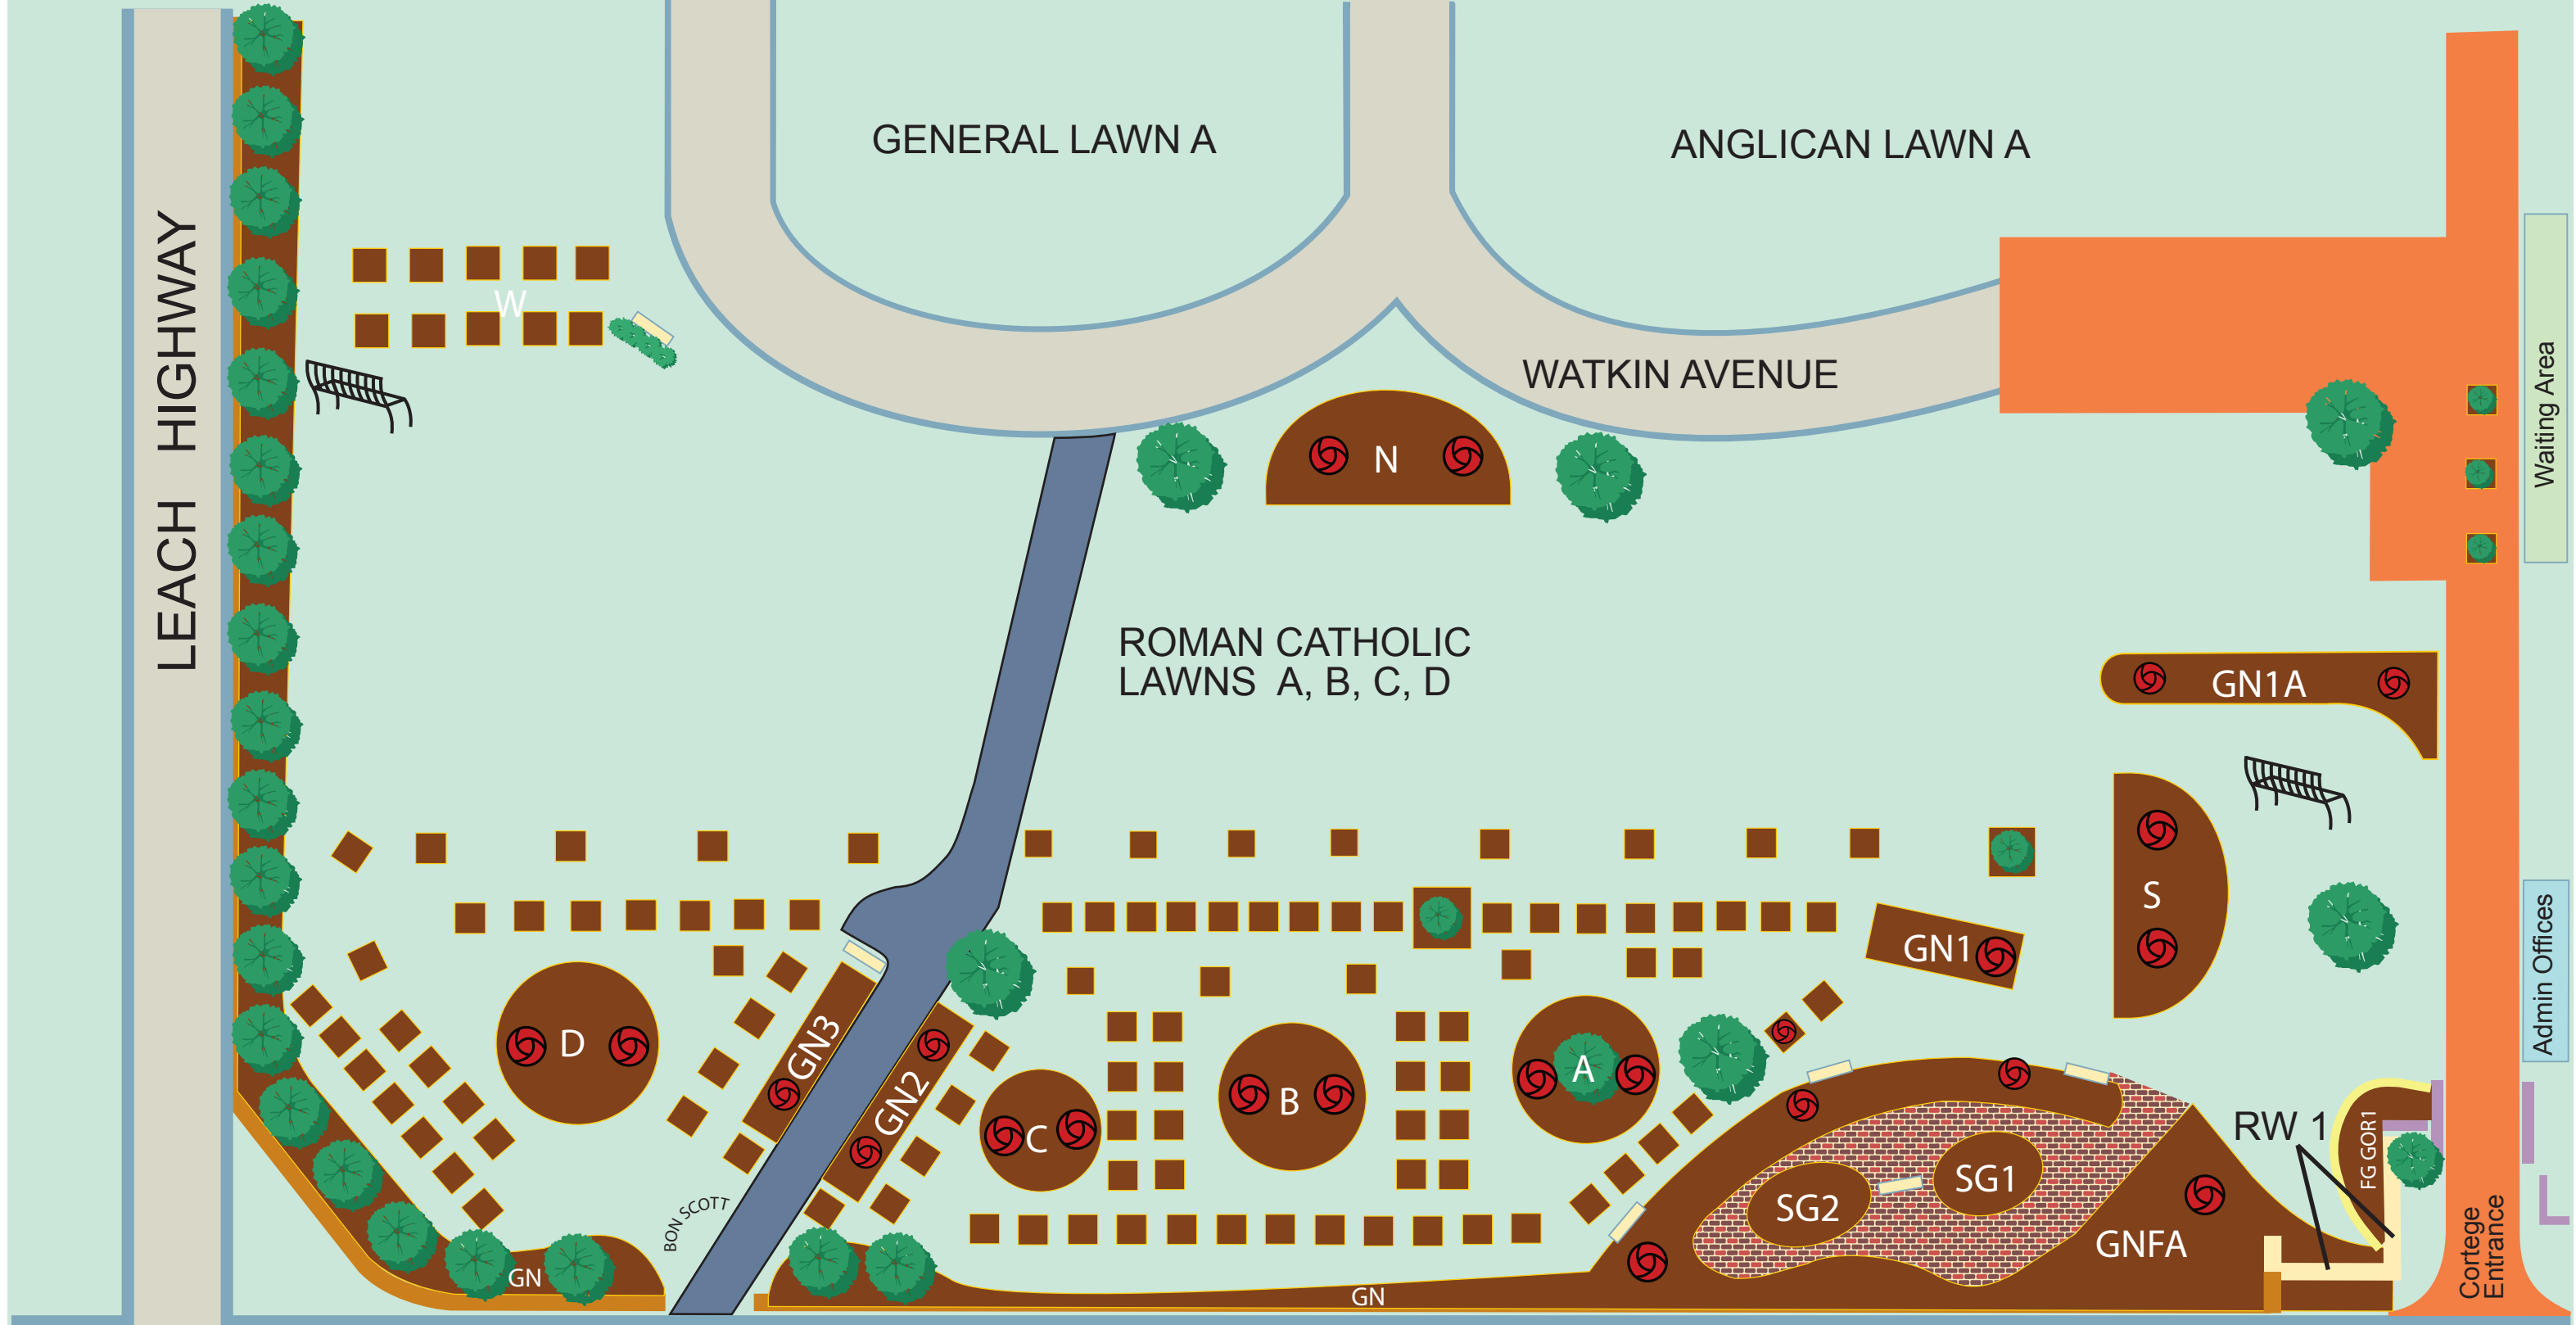 GENERAL LAWN A
ANGLICAN LAWN A
LEACH HIGHWAY
W
WATKIN AVENUE
Waiting Area
N
ROMAN CATHOLIC
LAWNS A, B, C, D
GN1A
S
GN1
Admin Offices
D
GN3
GN2
C
B
A
RW 1
FG GOR1
SG1
SG2
GNFA
BON SCOTT
GN
GN
Cortege
Entrance